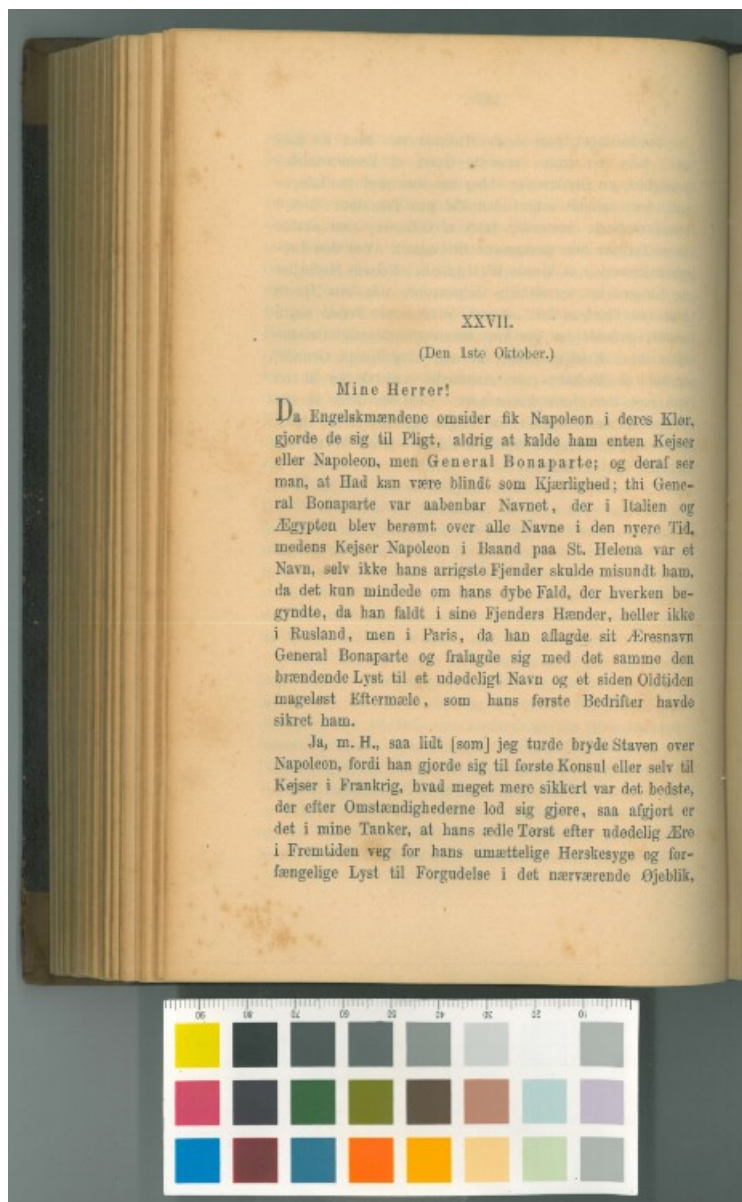 XXVII.
(Den 1ste Oktober.)
Mine Herrer!
Da Engelskmændene omsider fik Napoleon i deres Klør,
gjorde de sig til Pligt, aldrig at kalde ham enten Kejser
eller Napoleon, men General Bonaparte; og deraf ser
man, at Had kan være blindt som Kjærlighed; thi Gene-
ral Bonaparte var aabenbar Navnet, der i Italien og
Ægypten blev berømt over alle Navne i den nyere Tid,
medens Kejser Napoleon i Baand paa St. Helena var et
Navn, selv ikke hans arrigste Fjender skulde misundt ham,
da det kun mindede om hans dybe Fald, der hverken be-
gyndte, da han faldt i sine Fjenders Hænder, heller ikke
i Rusland, men i Paris, da han aflagde sit Æresnavn
General Bonaparte og fralagde sig med det samme den
brændende Lyst til et udødeligt Navn og et siden Oldtiden
mageløst Eftermæle, som hans første Bedrifter havde
sikret ham.
Ja, m. H., saa lidt [som] jeg turde bryde Staven over
Napoleon, fordi han gjorde sig til første Konsul eller selv til
Kejser i Frankrig, hvad meget mere sikkert var det bedste,
der efter Omstændighederne lod sig gjøre, saa afgjort er
det i mine Tanker, at hans ædle Tørst efter udødelig Ære
i Fremtiden veg for hans umættelige Herskesyge og for-
fængelige Lyst til Forgudelse i det nærværende Øjeblik,
90 80 70 60 50 40 30 20 10